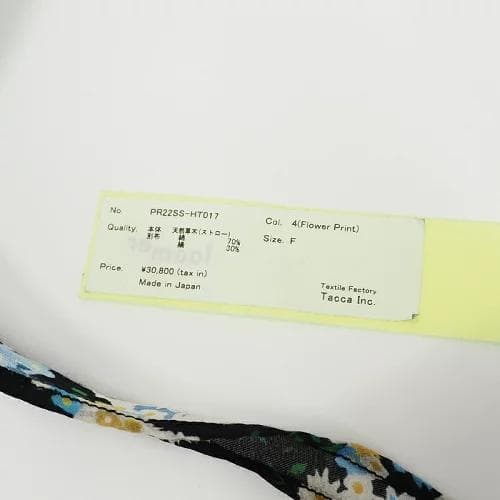 No. PR22SS-HT017
Col. 4(Flower Print)
Quality. 本体 天然草木(ストロー)
別布 綿 70%
絹 30%
Size. F
Price. ¥30,800 (tax in)
Made in Japan
Textile Factory
Tacca Inc.